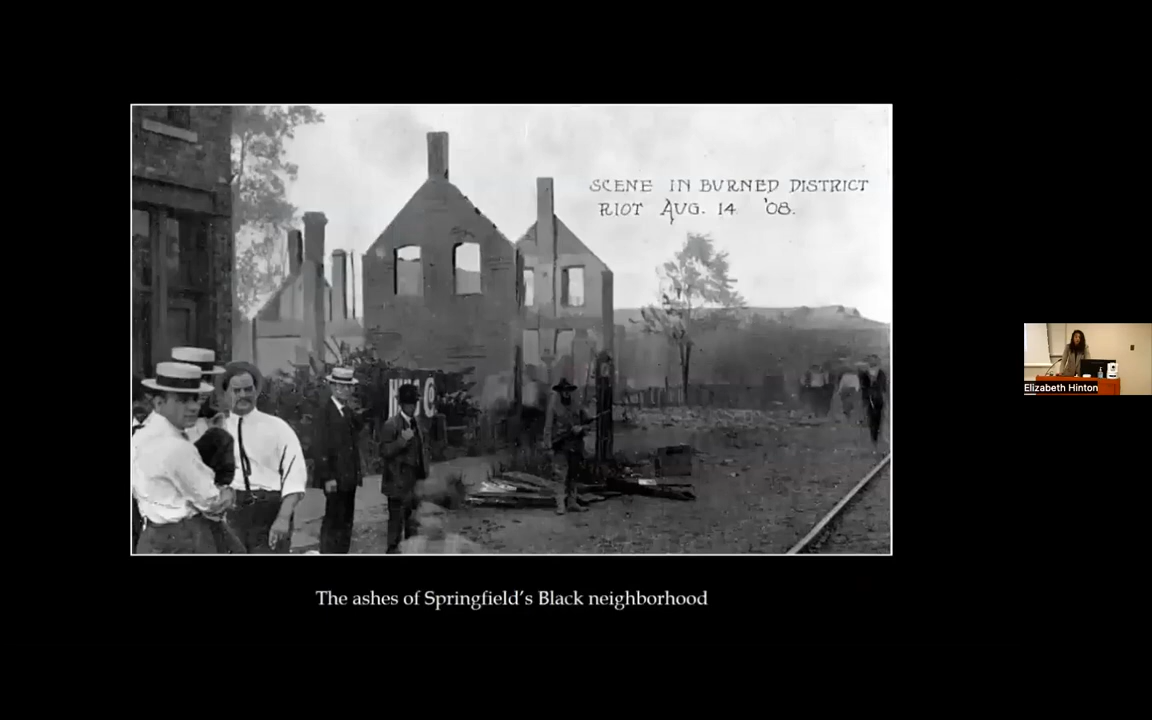 SCENE IN BURNED DISTRICT
RIOT AUG. 14 '08.
The ashes of Springfield's Black neighborhood
Elizabeth Hinton